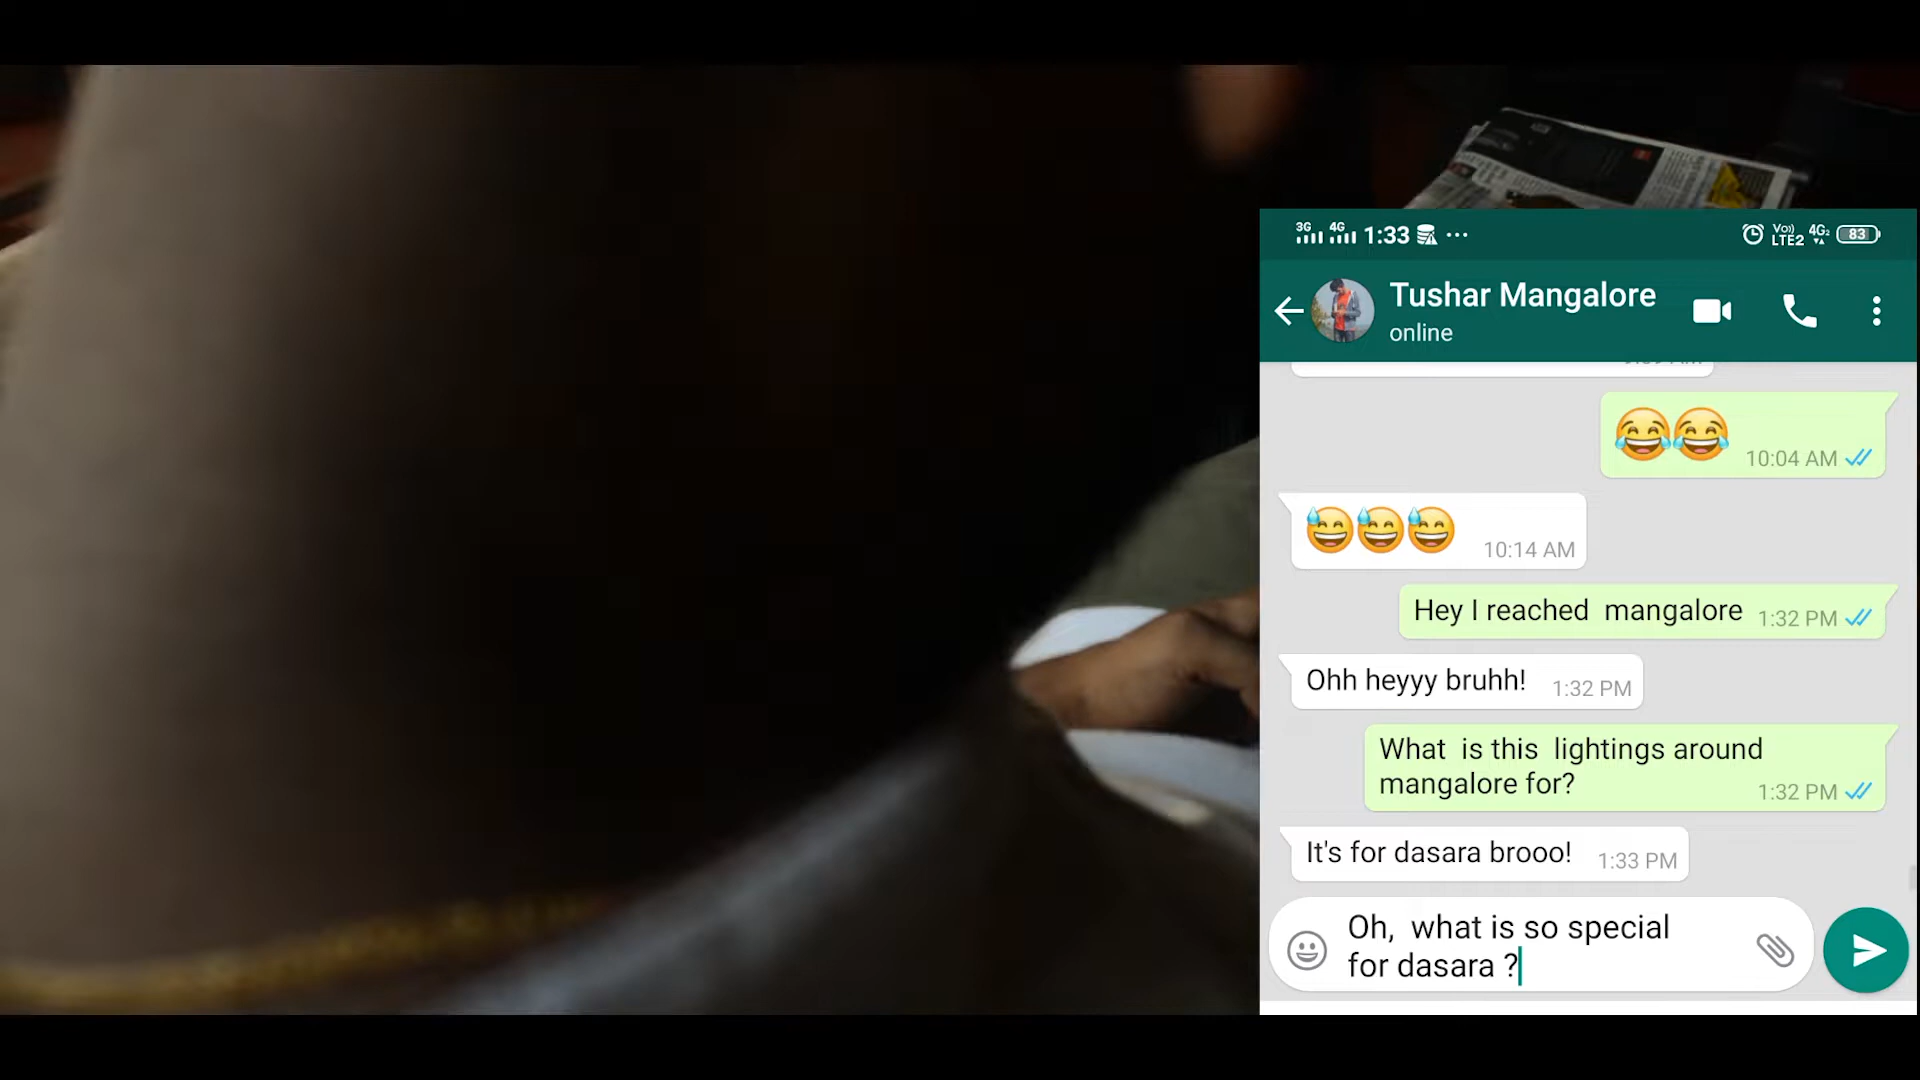 3G 4G 1:33 ... Vo) LTE2 4G2 83
Tushar Mangalore
online
😂😂 10:04 AM
😅😅😅 10:14 AM
Hey I reached mangalore 1:32 PM
Ohh heyyy bruhh! 1:32 PM
What is this lightings around
mangalore for? 1:32 PM
It's for dasara brooo! 1:33 PM
Oh, what is so special
for dasara ?